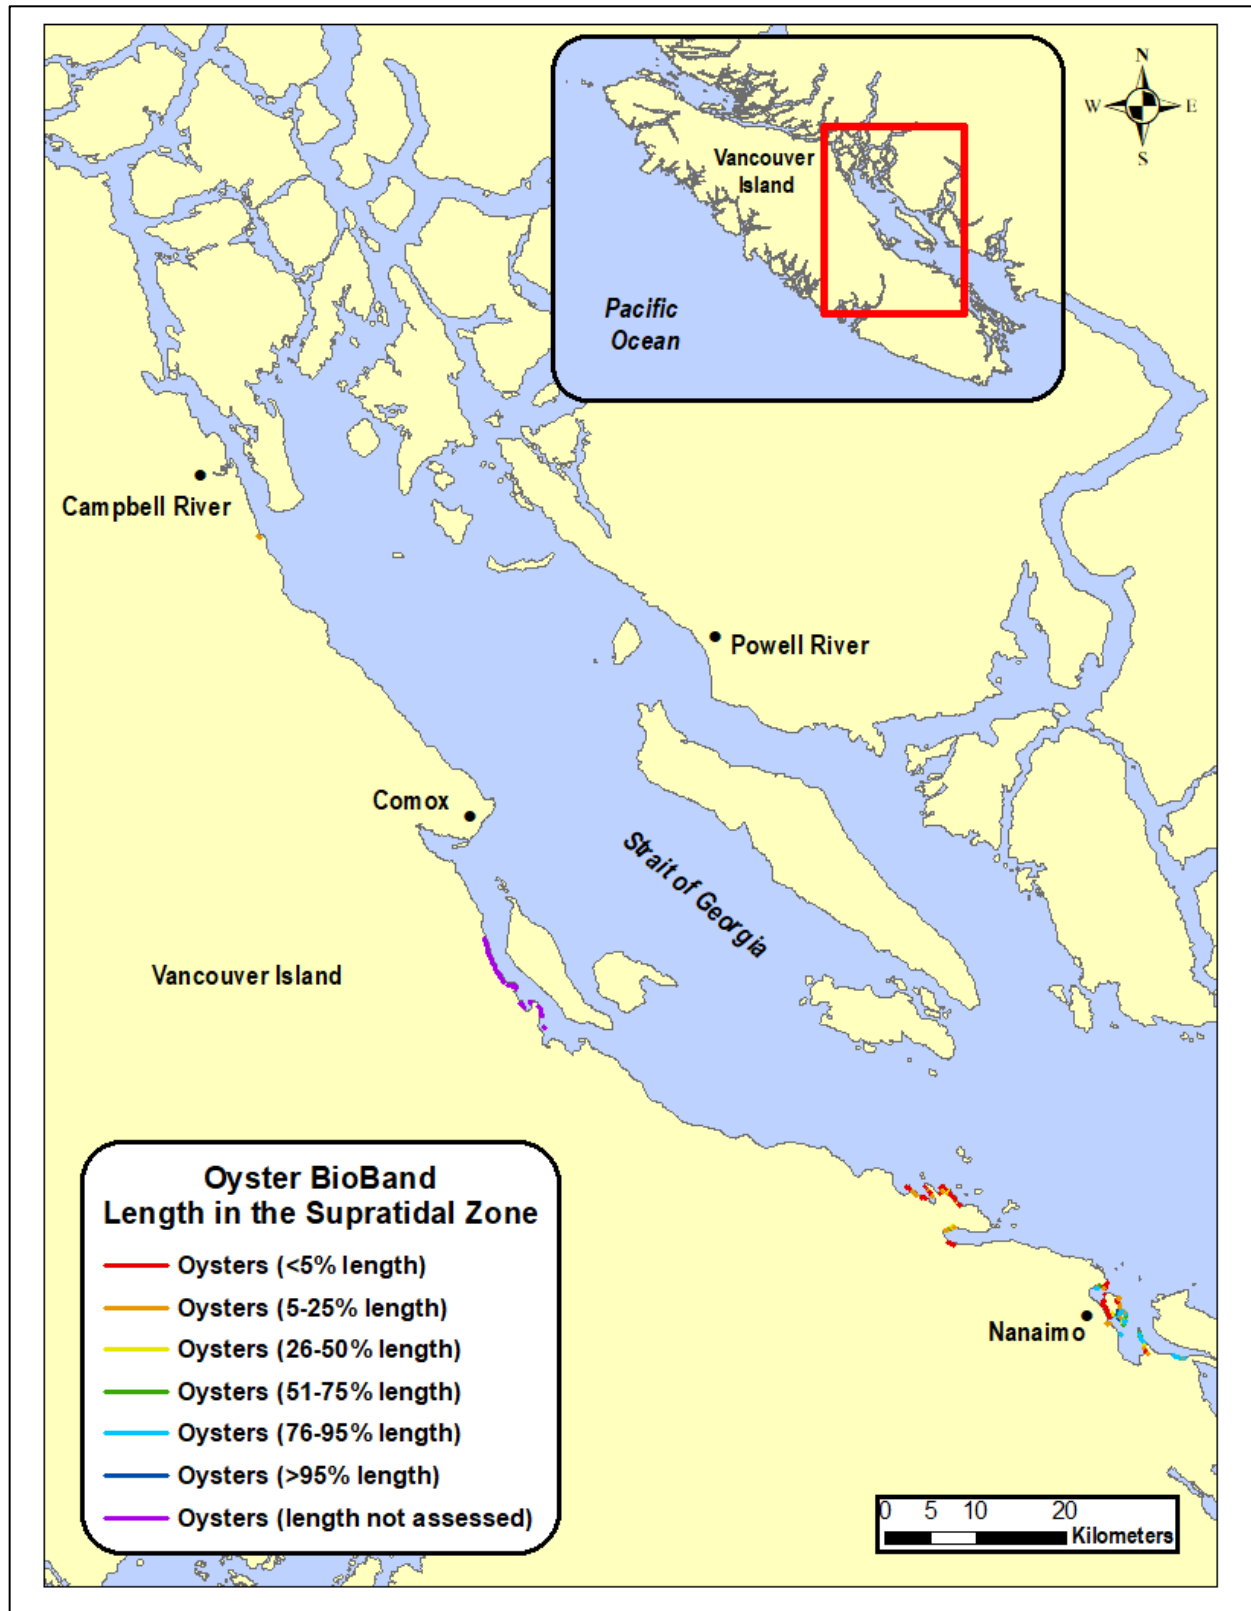 N
W E
S
Vancouver
Island
Pacific
Ocean
Campbell River
Powell River
Comox
Strait of Georgia
Vancouver Island
Nanaimo
Oyster BioBand
Length in the Supratidal Zone
Oysters (<5% length)
Oysters (5-25% length)
Oysters (26-50% length)
Oysters (51-75% length)
Oysters (76-95% length)
Oysters (>95% length)
Oysters (length not assessed)
0 5 10 20
Kilometers